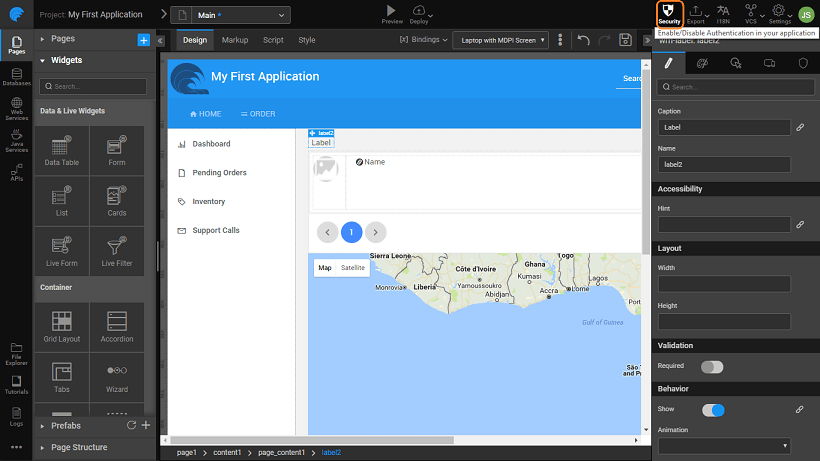 Project: My First Application
Main *
Preview
Deploy
Security
Export
I18N
VCS
Settings
JS
Enable/Disable Authentication in your application
Pages
Databases
Web
Services
Java
Services
APIs
File
Explorer
Tutorials
Logs
Pages
Widgets
Search...
Data & Live Widgets
Data Table
Form
List
Cards
Live Form
Live Filter
Container
Grid Layout
Accordion
Tabs
Wizard
Prefabs
Page Structure
Design
Markup
Script
Style
[X] Bindings
Laptop with MDPI Screen
My First Application
Sear
HOME
ORDER
Dashboard
Pending Orders
Inventory
Support Calls
label2
Label
Name
1
Map
Satellite
Sierra Leone
Monrovia
Liberia
Côte d'Ivoire
Yamoussoukro
Abidjan
Ghana
Kumasi
Accra
Togo
Lome
Lagos
Port
Gulf of Guinea
São T
and P
page1
content1
page_content1
label2
wmlabel: label2
Search...
Caption
Label
Name
label2
Accessibility
Hint
Layout
Width
Height
Validation
Required
Behavior
Show
Animation